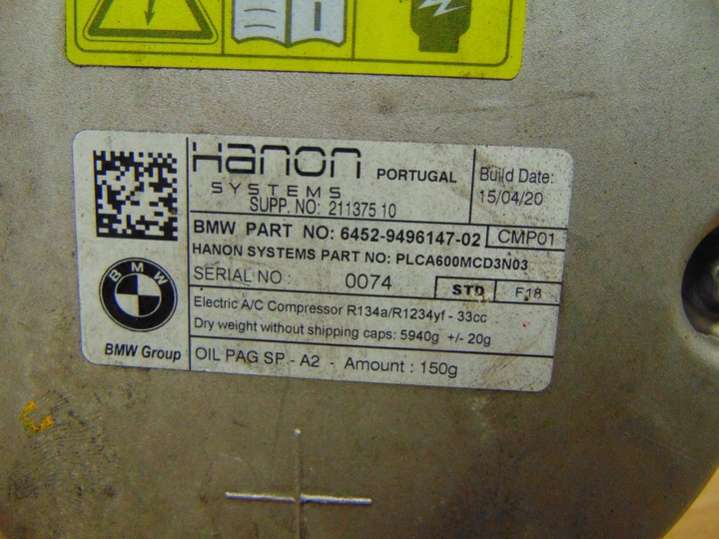 Hanon
SYSTEMS
PORTUGAL
Build Date:
15/04/20
SUPP. NO: 211375 10
BMW PART NO: 6452-9496147-02
CMP01
HANON SYSTEMS PART NO: PLCA600MCD3N03
SERIAL NO: 0074
STD
F18
BMW
Electric A/C Compressor R134a/R1234yf - 33cc
Dry weight without shipping caps: 5940g +/- 20g
BMW Group
OIL PAG SP - A2 - Amount : 150g